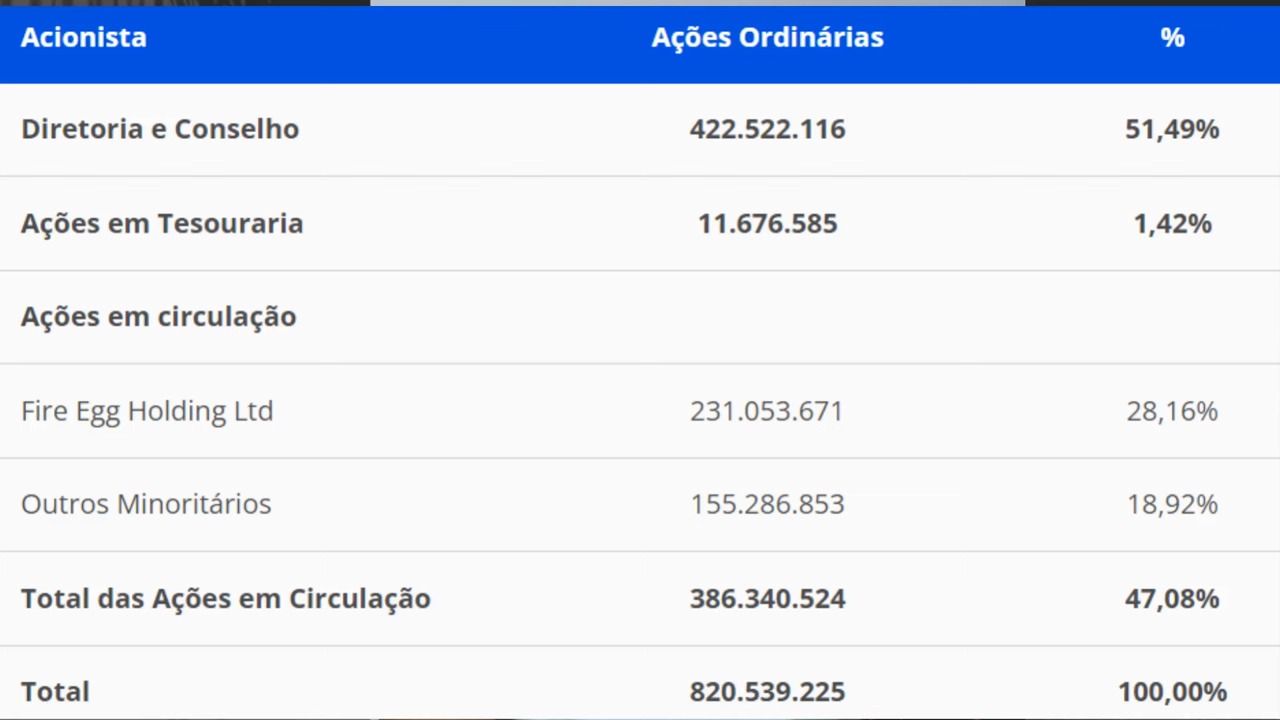 Acionista Ações Ordinárias %
Diretoria e Conselho 422.522.116 51,49%
Ações em Tesouraria 11.676.585 1,42%
Ações em circulação
Fire Egg Holding Ltd 231.053.671 28,16%
Outros Minoritários 155.286.853 18,92%
Total das Ações em Circulação 386.340.524 47,08%
Total 820.539.225 100,00%